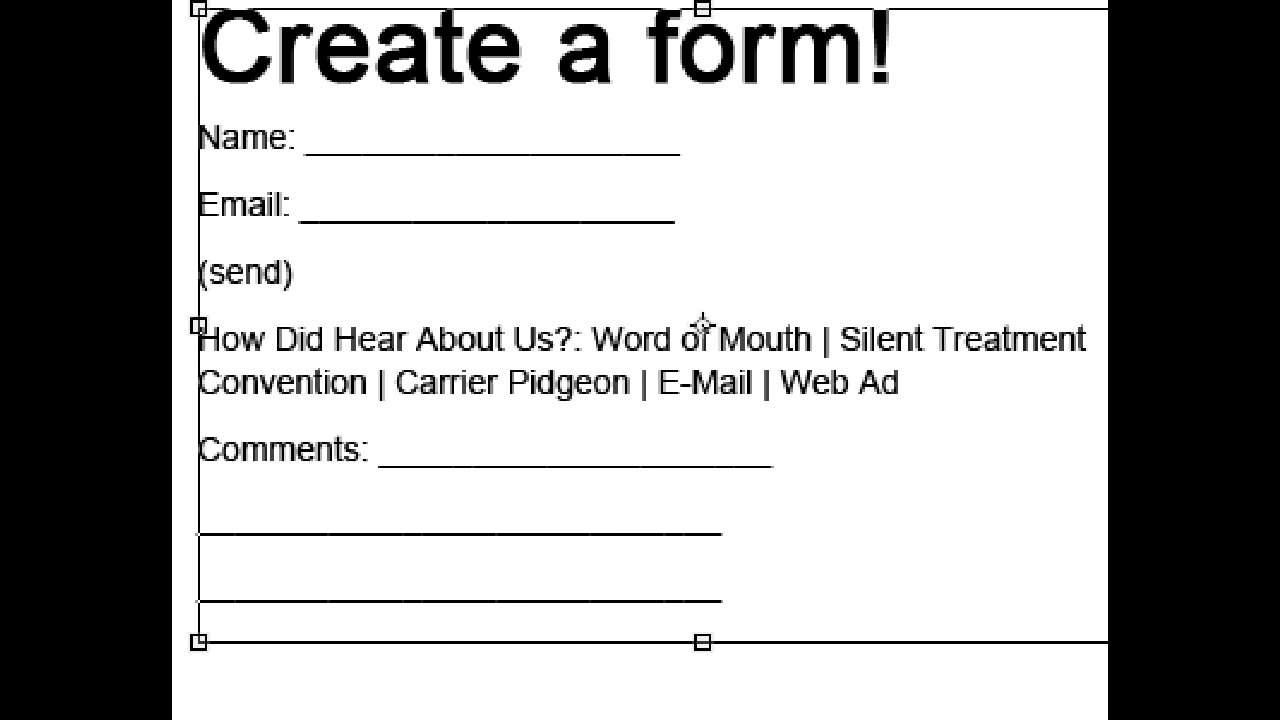 Create a form!
Name: ____________________
Email: ____________________
(send)
How Did Hear About Us?: Word of Mouth | Silent Treatment
Convention | Carrier Pidgeon | E-Mail | Web Ad
Comments: _____________________
____________________________
____________________________